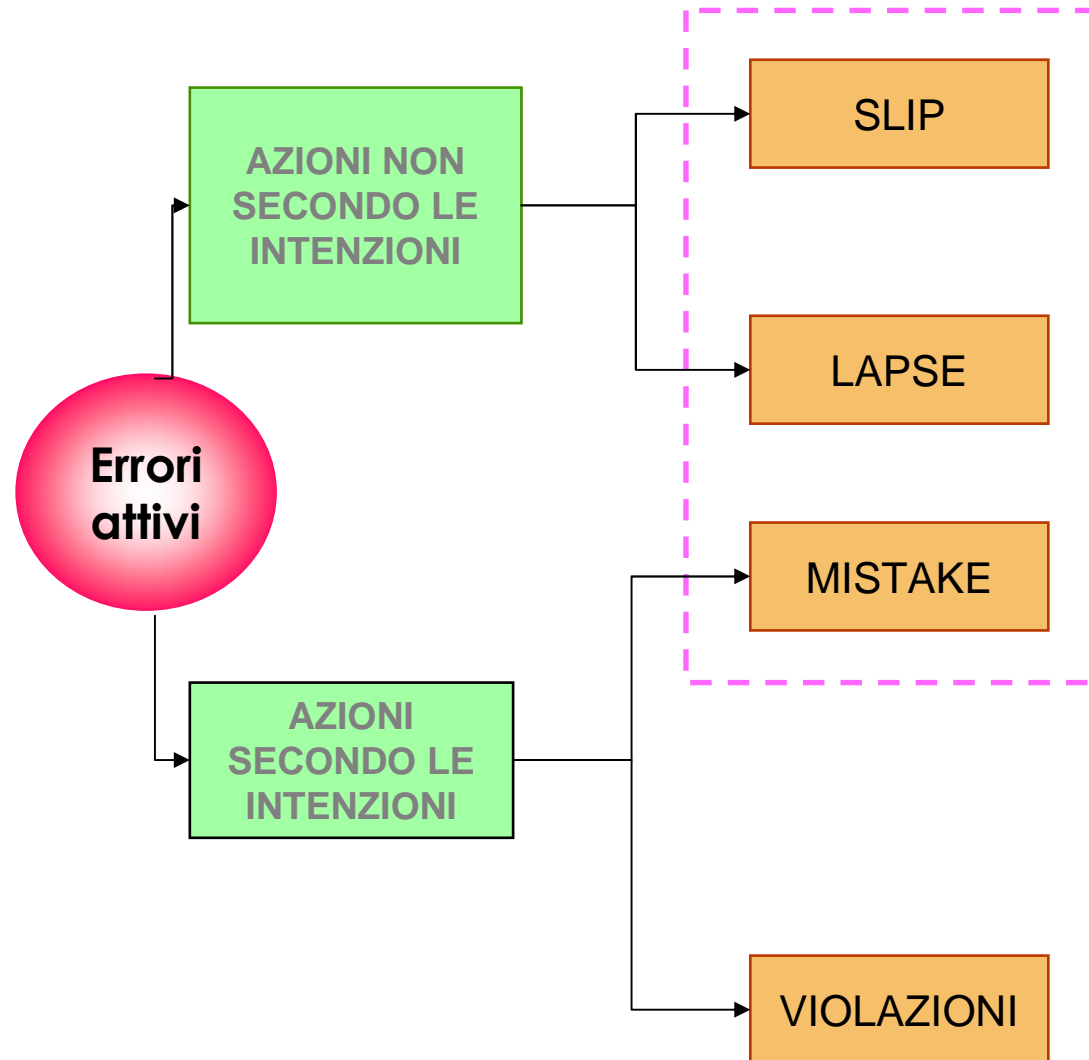 SLIP
AZIONI NON
SECONDO LE
INTENZIONI
LAPSE
Errori
attivi
MISTAKE
AZIONI
SECONDO LE
INTENZIONI
VIOLAZIONI